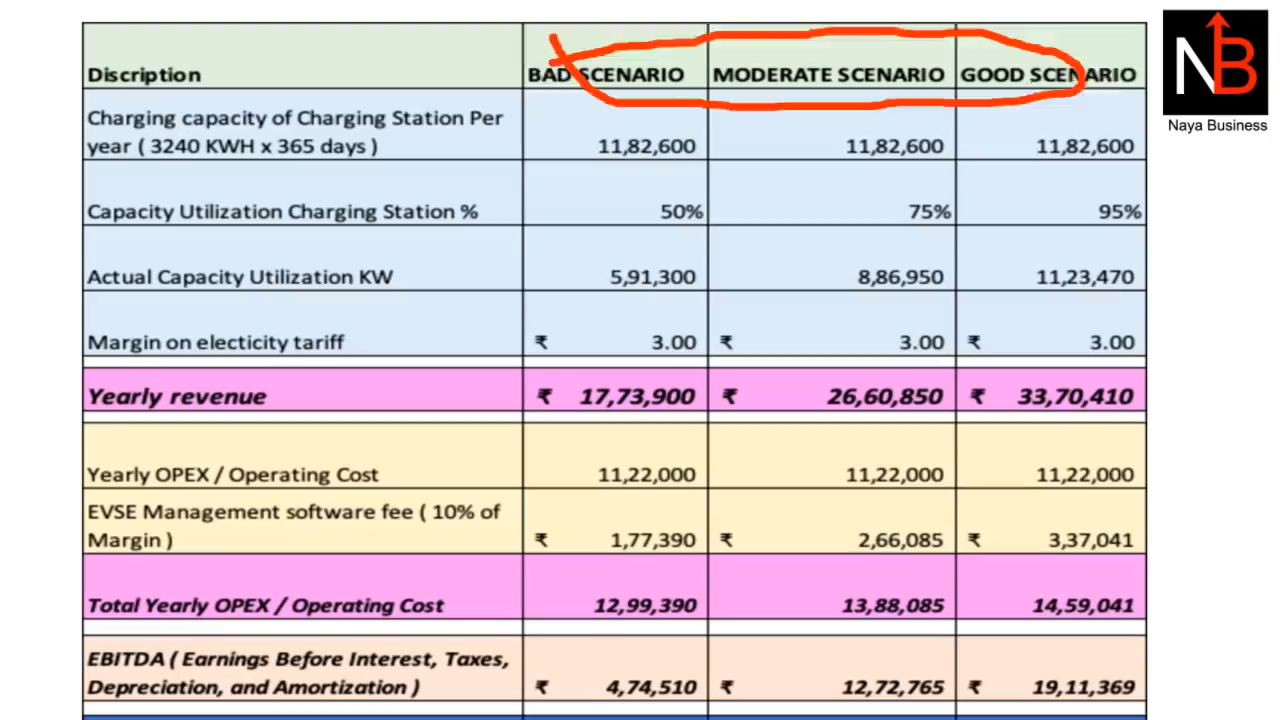 Discription BAD SCENARIO MODERATE SCENARIO GOOD SCENARIO
Charging capacity of Charging Station Per
year ( 3240 KWH x 365 days ) 11,82,600 11,82,600 11,82,600
Capacity Utilization Charging Station % 50% 75% 95%
Actual Capacity Utilization KW 5,91,300 8,86,950 11,23,470
Margin on electricity tariff ₹ 3.00 ₹ 3.00 ₹ 3.00
Yearly revenue ₹ 17,73,900 ₹ 26,60,850 ₹ 33,70,410
Yearly OPEX / Operating Cost 11,22,000 11,22,000 11,22,000
EVSE Management software fee ( 10% of
Margin ) ₹ 1,77,390 ₹ 2,66,085 ₹ 3,37,041
Total Yearly OPEX / Operating Cost 12,99,390 13,88,085 14,59,041
EBITDA ( Earnings Before Interest, Taxes,
Depreciation, and Amortization ) ₹ 4,74,510 ₹ 12,72,765 ₹ 19,11,369
NB
Naya Business